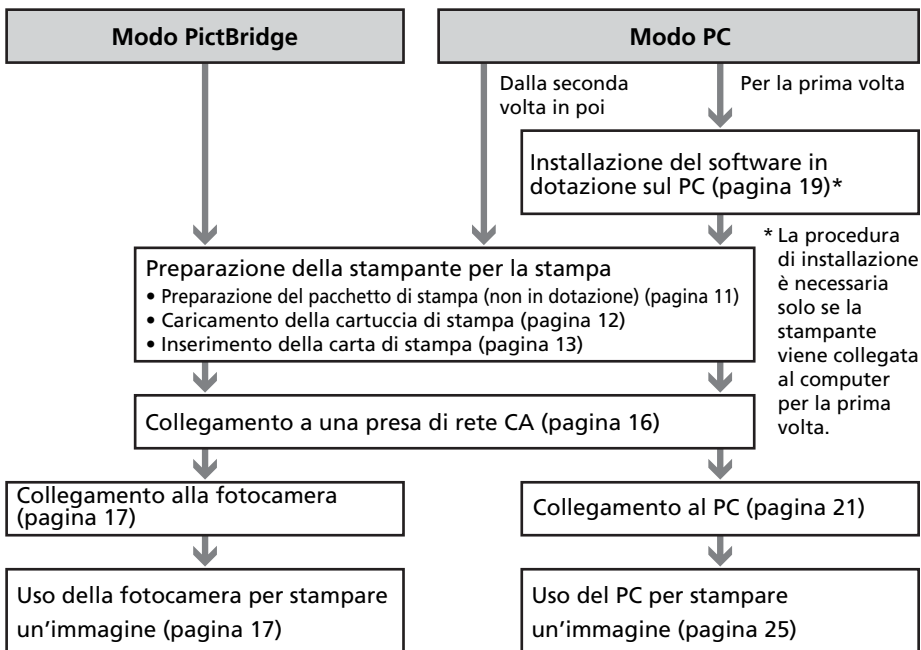 Modo PictBridge
Modo PC
Dalla seconda
volta in poi
Per la prima volta
Installazione del software in
dotazione sul PC (pagina 19)*
* La procedura
di installazione
è necessaria
solo se la
stampante
viene collegata
al computer
per la prima
volta.
Preparazione della stampante per la stampa
• Preparazione del pacchetto di stampa (non in dotazione) (pagina 11)
• Caricamento della cartuccia di stampa (pagina 12)
• Inserimento della carta di stampa (pagina 13)
Collegamento a una presa di rete CA (pagina 16)
Collegamento alla fotocamera
(pagina 17)
Collegamento al PC (pagina 21)
Uso della fotocamera per stampare
un’immagine (pagina 17)
Uso del PC per stampare
un’immagine (pagina 25)